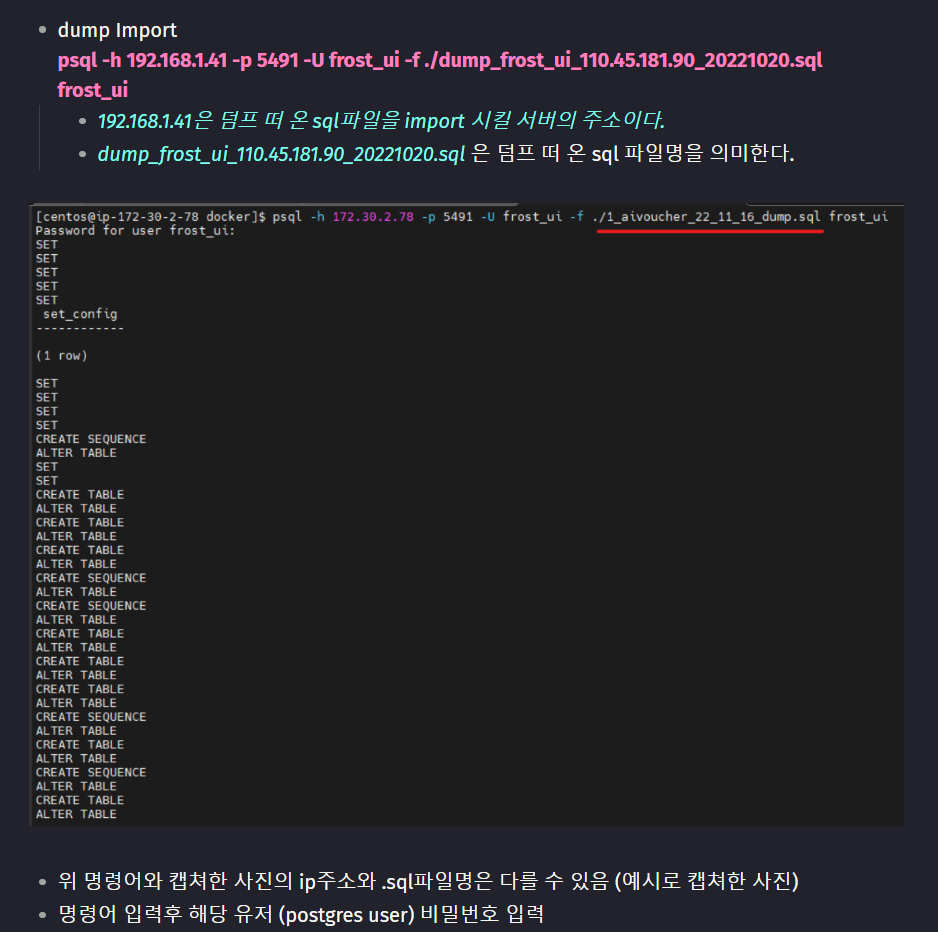 dump Import
psql -h 192.168.1.41 -p 5491 -U frost_ui -f ./dump_frost_ui_110.45.181.90_20221020.sql
frost_ui
192.168.1.41은 덤프 떠 온 sql파일을 import 시킬 서버의 주소이다.
dump_frost_ui_110.45.181.90_20221020.sql 은 덤프 떠 온 sql 파일명을 의미한다.
[centos@ip-172-30-2-78 docker]$ psql -h 172.30.2.78 -p 5491 -U frost_ui -f ./1_aivoucher_22_11_16_dump.sql frost_ui
Password for user frost_ui:
SET
SET
SET
SET
SET
set_config
------------
(1 row)
SET
SET
SET
SET
CREATE SEQUENCE
ALTER TABLE
SET
SET
CREATE TABLE
ALTER TABLE
CREATE TABLE
ALTER TABLE
CREATE TABLE
ALTER TABLE
CREATE SEQUENCE
ALTER TABLE
CREATE SEQUENCE
ALTER TABLE
CREATE TABLE
ALTER TABLE
CREATE TABLE
ALTER TABLE
CREATE TABLE
ALTER TABLE
CREATE SEQUENCE
ALTER TABLE
CREATE TABLE
ALTER TABLE
CREATE SEQUENCE
ALTER TABLE
CREATE TABLE
ALTER TABLE
위 명령어와 캡쳐한 사진의 ip주소와 .sql파일명은 다를 수 있음 (예시로 캡쳐한 사진)
명령어 입력후 해당 유저 (postgres user) 비밀번호 입력